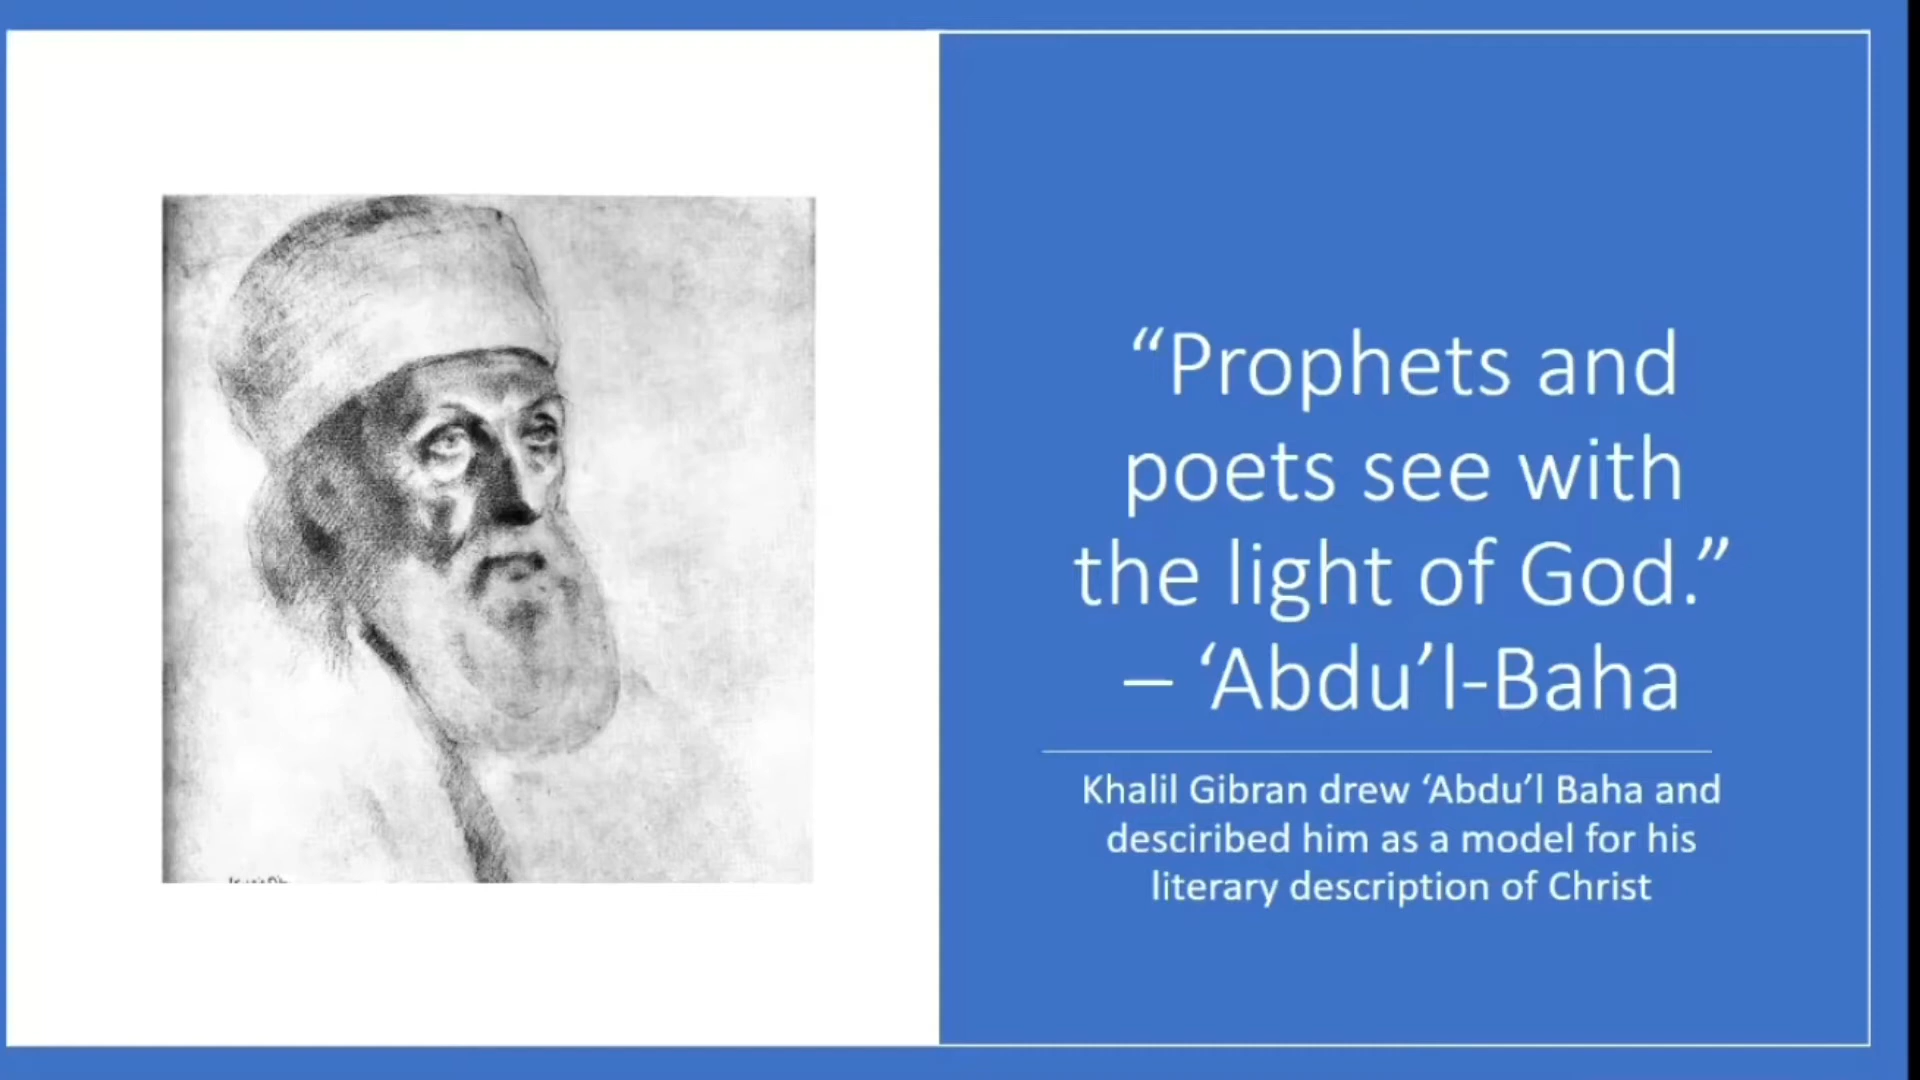 “Prophets and
poets see with
the light of God.”
– ‘Abdu’l-Baha
Khalil Gibran drew ‘Abdu’l Baha and
desciribed him as a model for his
literary description of Christ